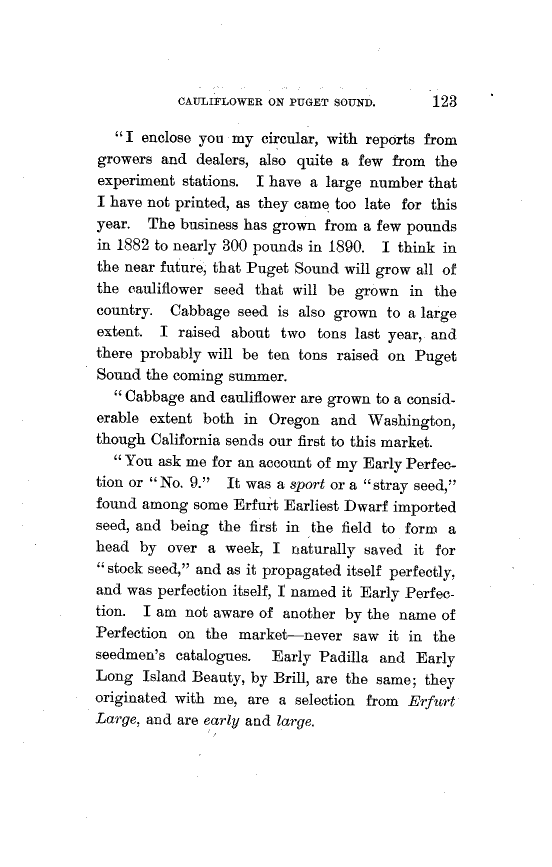 CAULIFLOWER ON PUGET SOUND. 123
"I enclose you my circular, with reports from
growers and dealers, also quite a few from the
experiment stations. I have a large number that
I have not printed, as they came too late for this
year. The business has grown from a few pounds
in 1882 to nearly 300 pounds in 1890. I think in
the near future, that Puget Sound will grow all of
the cauliflower seed that will be grown in the
country. Cabbage seed is also grown to a large
extent. I raised about two tons last year, and
there probably will be ten tons raised on Puget
Sound the coming summer.
"Cabbage and cauliflower are grown to a consid-
erable extent both in Oregon and Washington,
though California sends our first to this market.
"You ask me for an account of my Early Perfec-
tion or "No. 9." It was a sport or a "stray seed,"
found among some Erfurt Earliest Dwarf imported
seed, and being the first in the field to form a
head by over a week, I naturally saved it for
"stock seed," and as it propagated itself perfectly,
and was perfection itself, I named it Early Perfec-
tion. I am not aware of another by the name of
Perfection on the market—never saw it in the
seedmen's catalogues. Early Padilla and Early
Long Island Beauty, by Brill, are the same; they
originated with me, are a selection from Erfurt
Large, and are early and large.